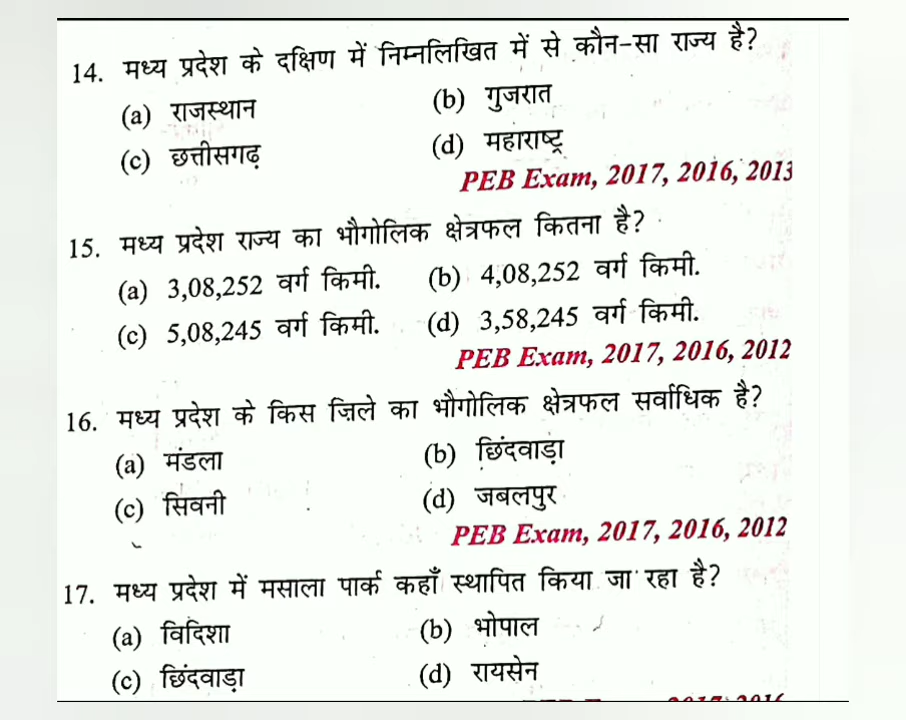 14. मध्य प्रदेश के दक्षिण में निम्नलिखित में से कौन-सा राज्य है?
(a) राजस्थान (b) गुजरात
(c) छत्तीसगढ़ (d) महाराष्ट्र
PEB Exam, 2017, 2016, 2013
15. मध्य प्रदेश राज्य का भौगोलिक क्षेत्रफल कितना है?
(a) 3,08,252 वर्ग किमी. (b) 4,08,252 वर्ग किमी.
(c) 5,08,245 वर्ग किमी. (d) 3,58,245 वर्ग किमी.
PEB Exam, 2017, 2016, 2012
16. मध्य प्रदेश के किस ज़िले का भौगोलिक क्षेत्रफल सर्वाधिक है?
(a) मंडला (b) छिंदवाड़ा
(c) सिवनी (d) जबलपुर
PEB Exam, 2017, 2016, 2012
17. मध्य प्रदेश में मसाला पार्क कहाँ स्थापित किया जा रहा है?
(a) विदिशा (b) भोपाल
(c) छिंदवाड़ा (d) रायसेन